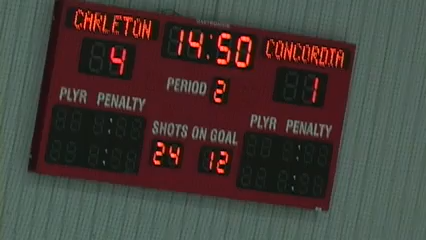 CARLETON 14:50 CONCORDIA
4 1
PERIOD 2
PLYR PENALTY PLYR PENALTY
SHOTS ON GOAL
24 12